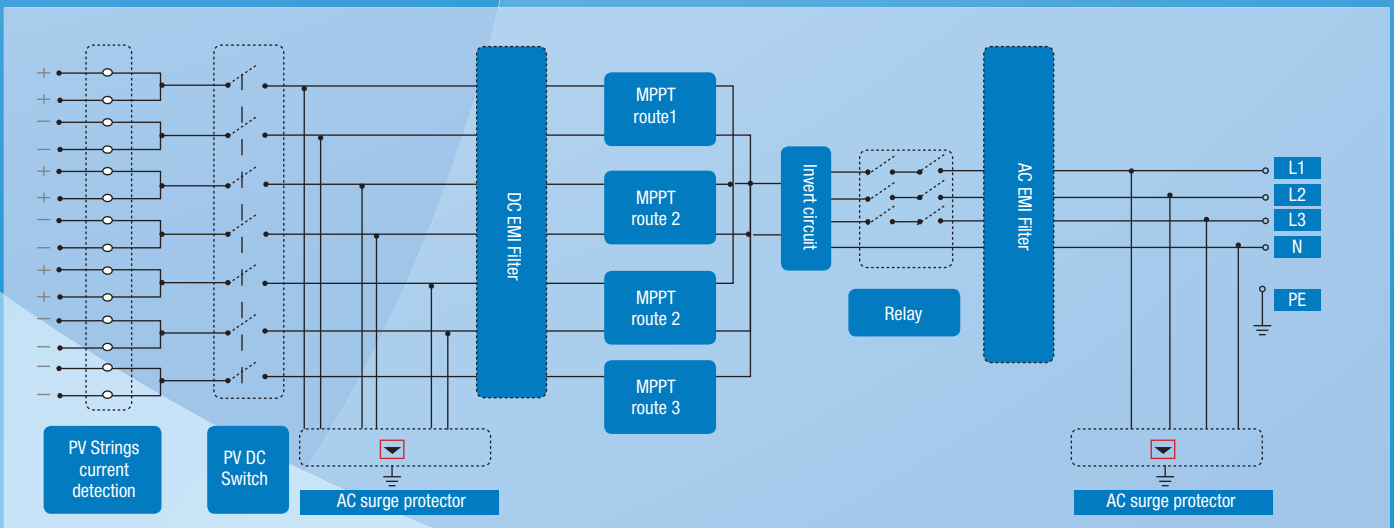 +
+
−
−
+
+
−
−
+
+
−
−
−
−
PV Strings
current
detection
PV DC
Switch
AC surge protector
DC EMI Filter
MPPT
route1
MPPT
route 2
MPPT
route 2
MPPT
route 3
Invert circuit
Relay
AC EMI Filter
L1
L2
L3
N
PE
AC surge protector